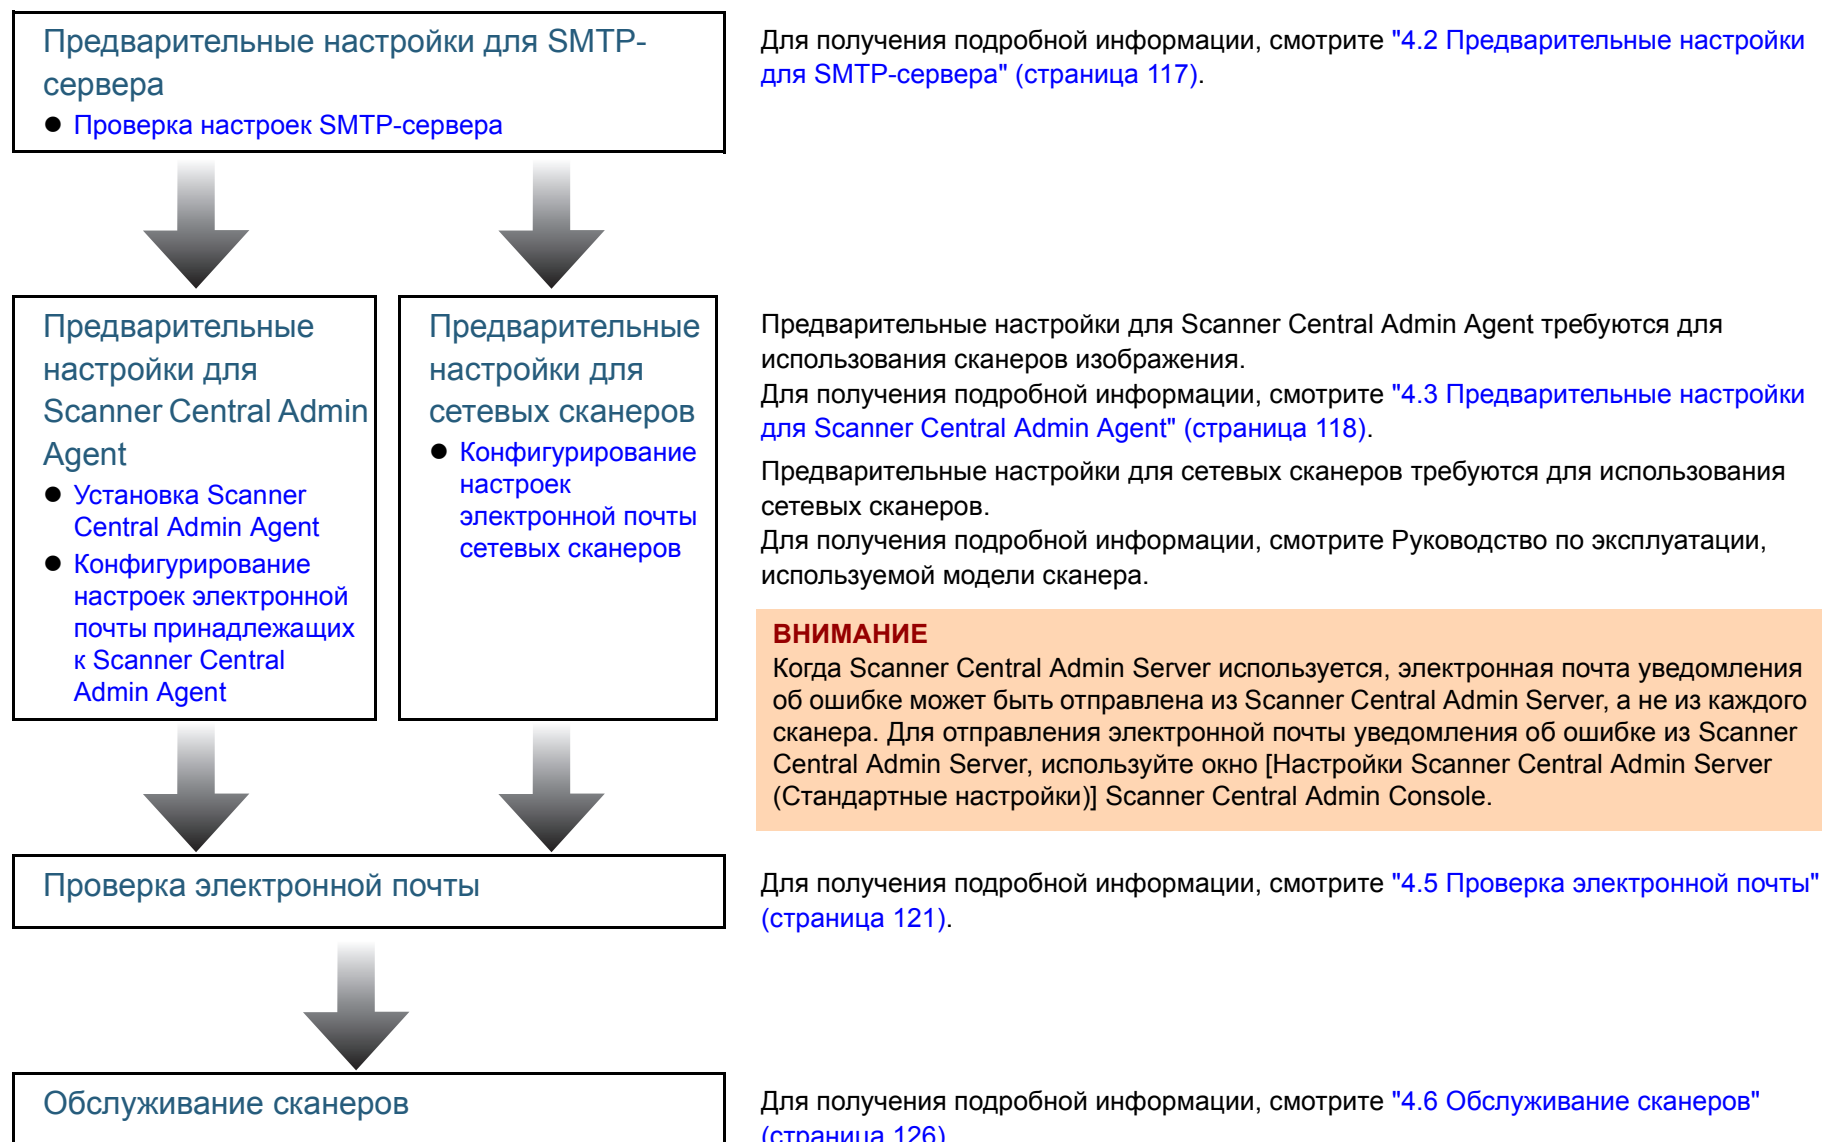 Предварительные настройки для SMTP-
сервера
● Проверка настроек SMTP-сервера
Для получения подробной информации, смотрите "4.2 Предварительные настройки
для SMTP-сервера" (страница 117).
Предварительные
настройки для
Scanner Central Admin
Agent
● Установка Scanner
Central Admin Agent
● Конфигурирование
настроек электронной
почты принадлежащих
к Scanner Central
Admin Agent
Предварительные
настройки для
сетевых сканеров
● Конфигурирование
настроек
электронной почты
сетевых сканеров
Предварительные настройки для Scanner Central Admin Agent требуются для
использования сканеров изображения.
Для получения подробной информации, смотрите "4.3 Предварительные настройки
для Scanner Central Admin Agent" (страница 118).
Предварительные настройки для сетевых сканеров требуются для использования
сетевых сканеров.
Для получения подробной информации, смотрите Руководство по эксплуатации,
используемой модели сканера.
ВНИМАНИЕ
Когда Scanner Central Admin Server используется, электронная почта уведомления
об ошибке может быть отправлена из Scanner Central Admin Server, а не из каждого
сканера. Для отправления электронной почты уведомления об ошибке из Scanner
Central Admin Server, используйте окно [Настройки Scanner Central Admin Server
(Стандартные настройки)] Scanner Central Admin Console.
Проверка электронной почты
Для получения подробной информации, смотрите "4.5 Проверка электронной почты"
(страница 121).
Обслуживание сканеров
Для получения подробной информации, смотрите "4.6 Обслуживание сканеров"
(страница 126)